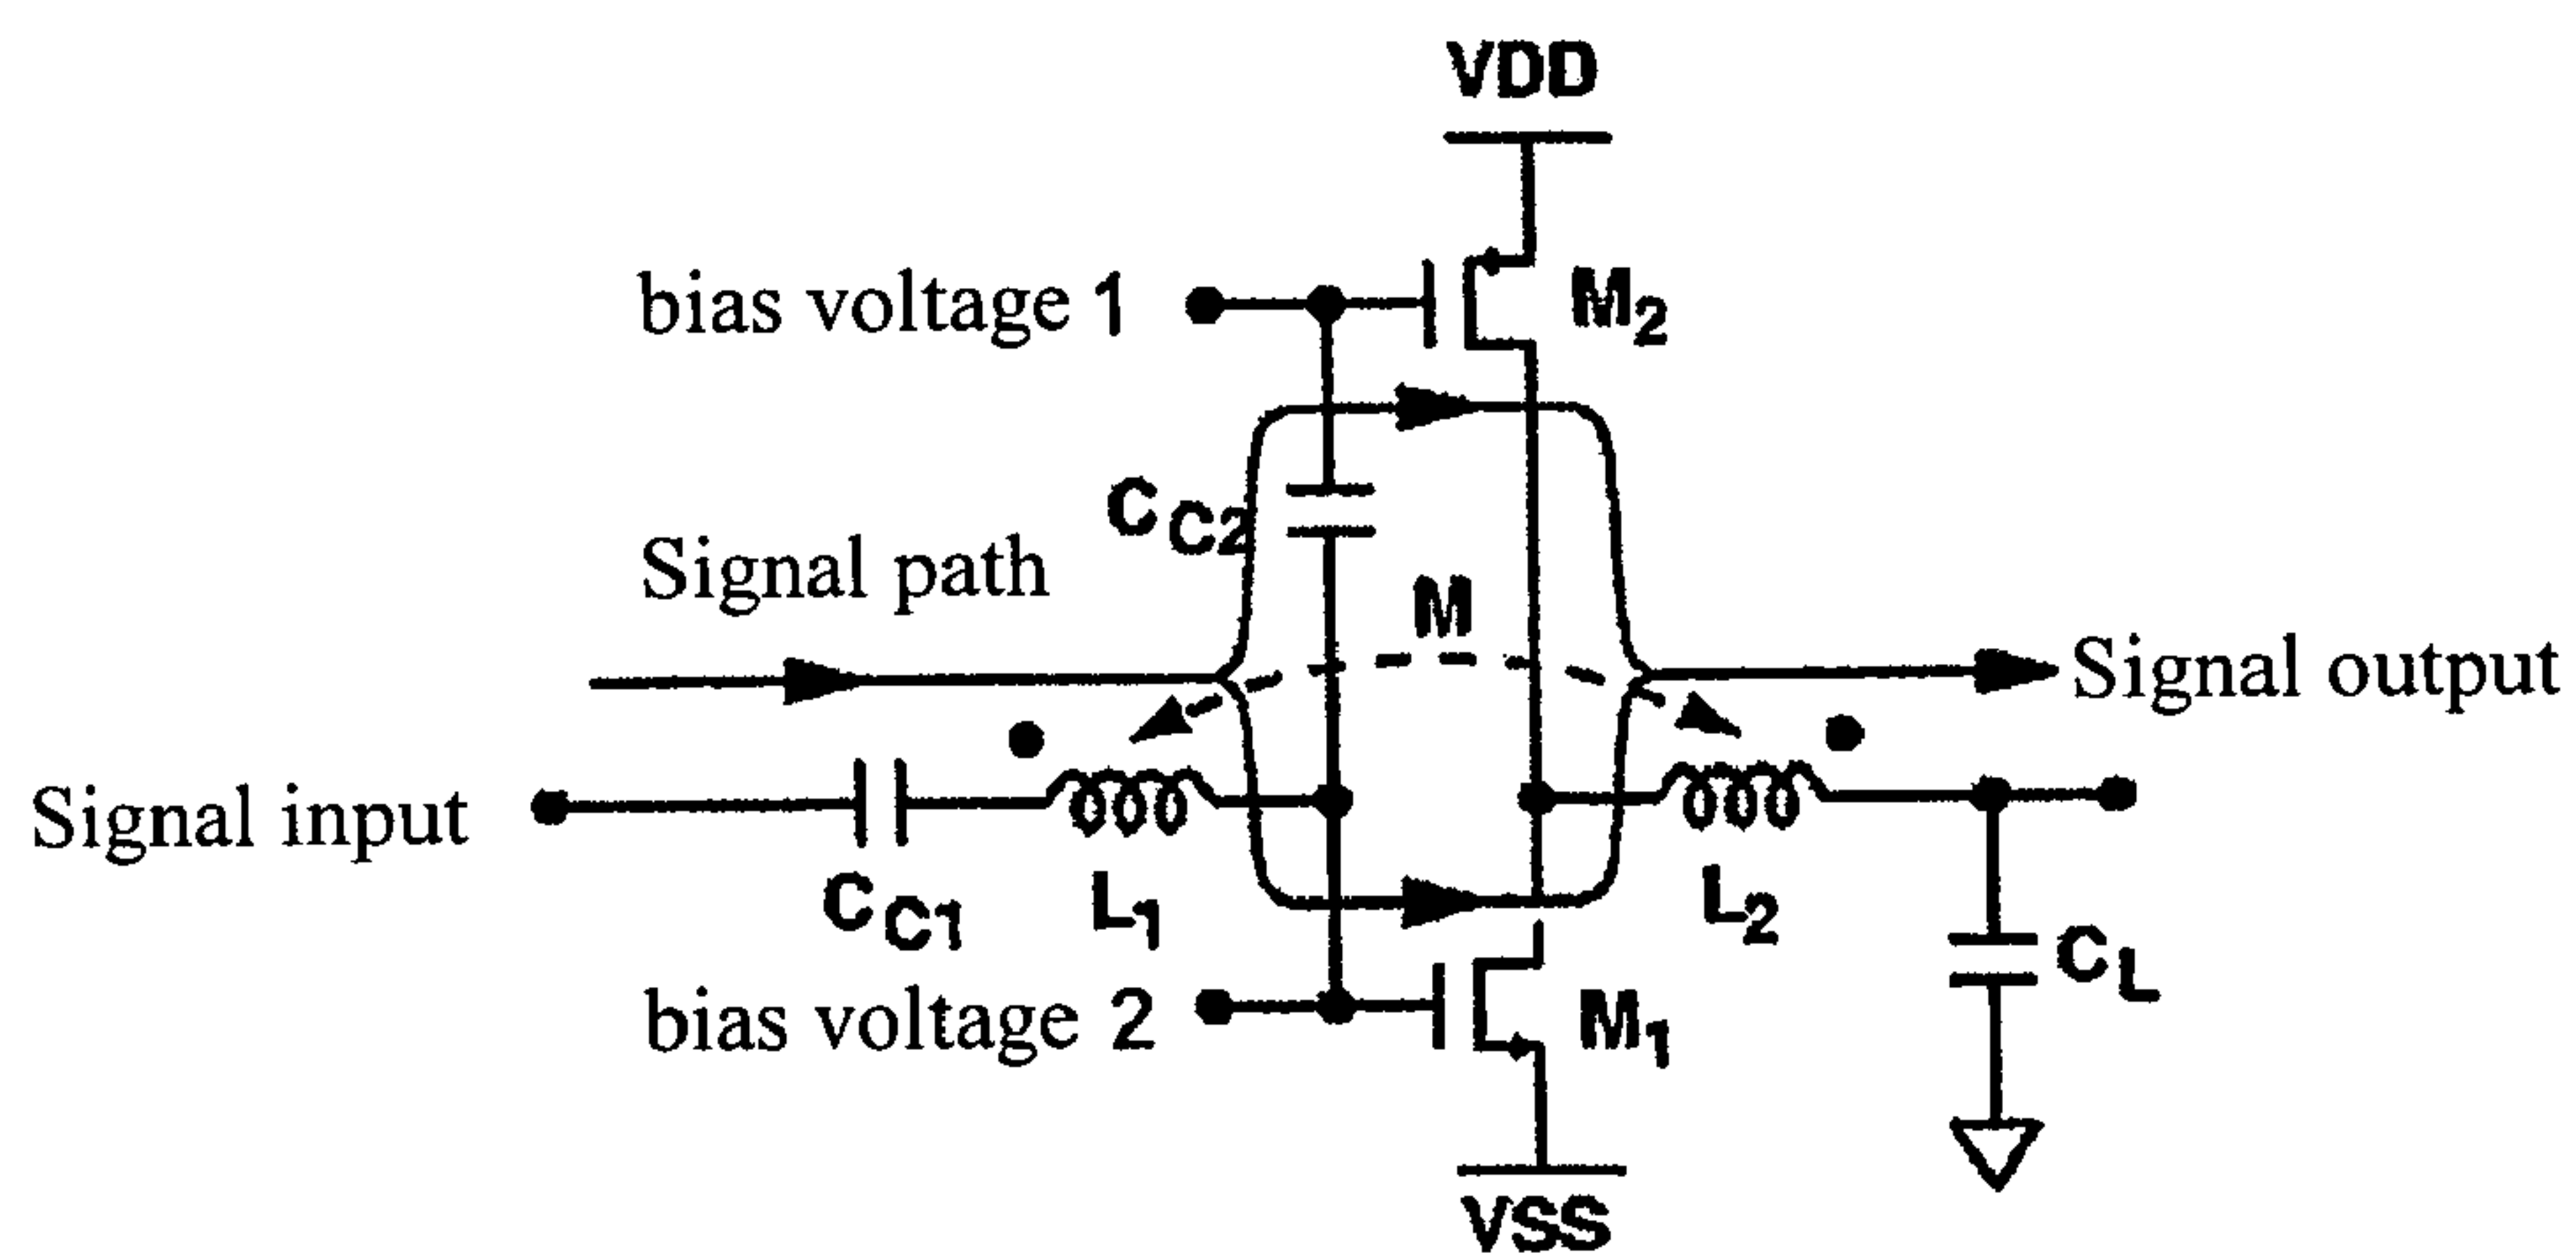 VDD
bias voltage 1
M2
CC2
Signal path
M
Signal output
Signal input
CC1
L1
L2
CL
bias voltage 2
M1
VSS